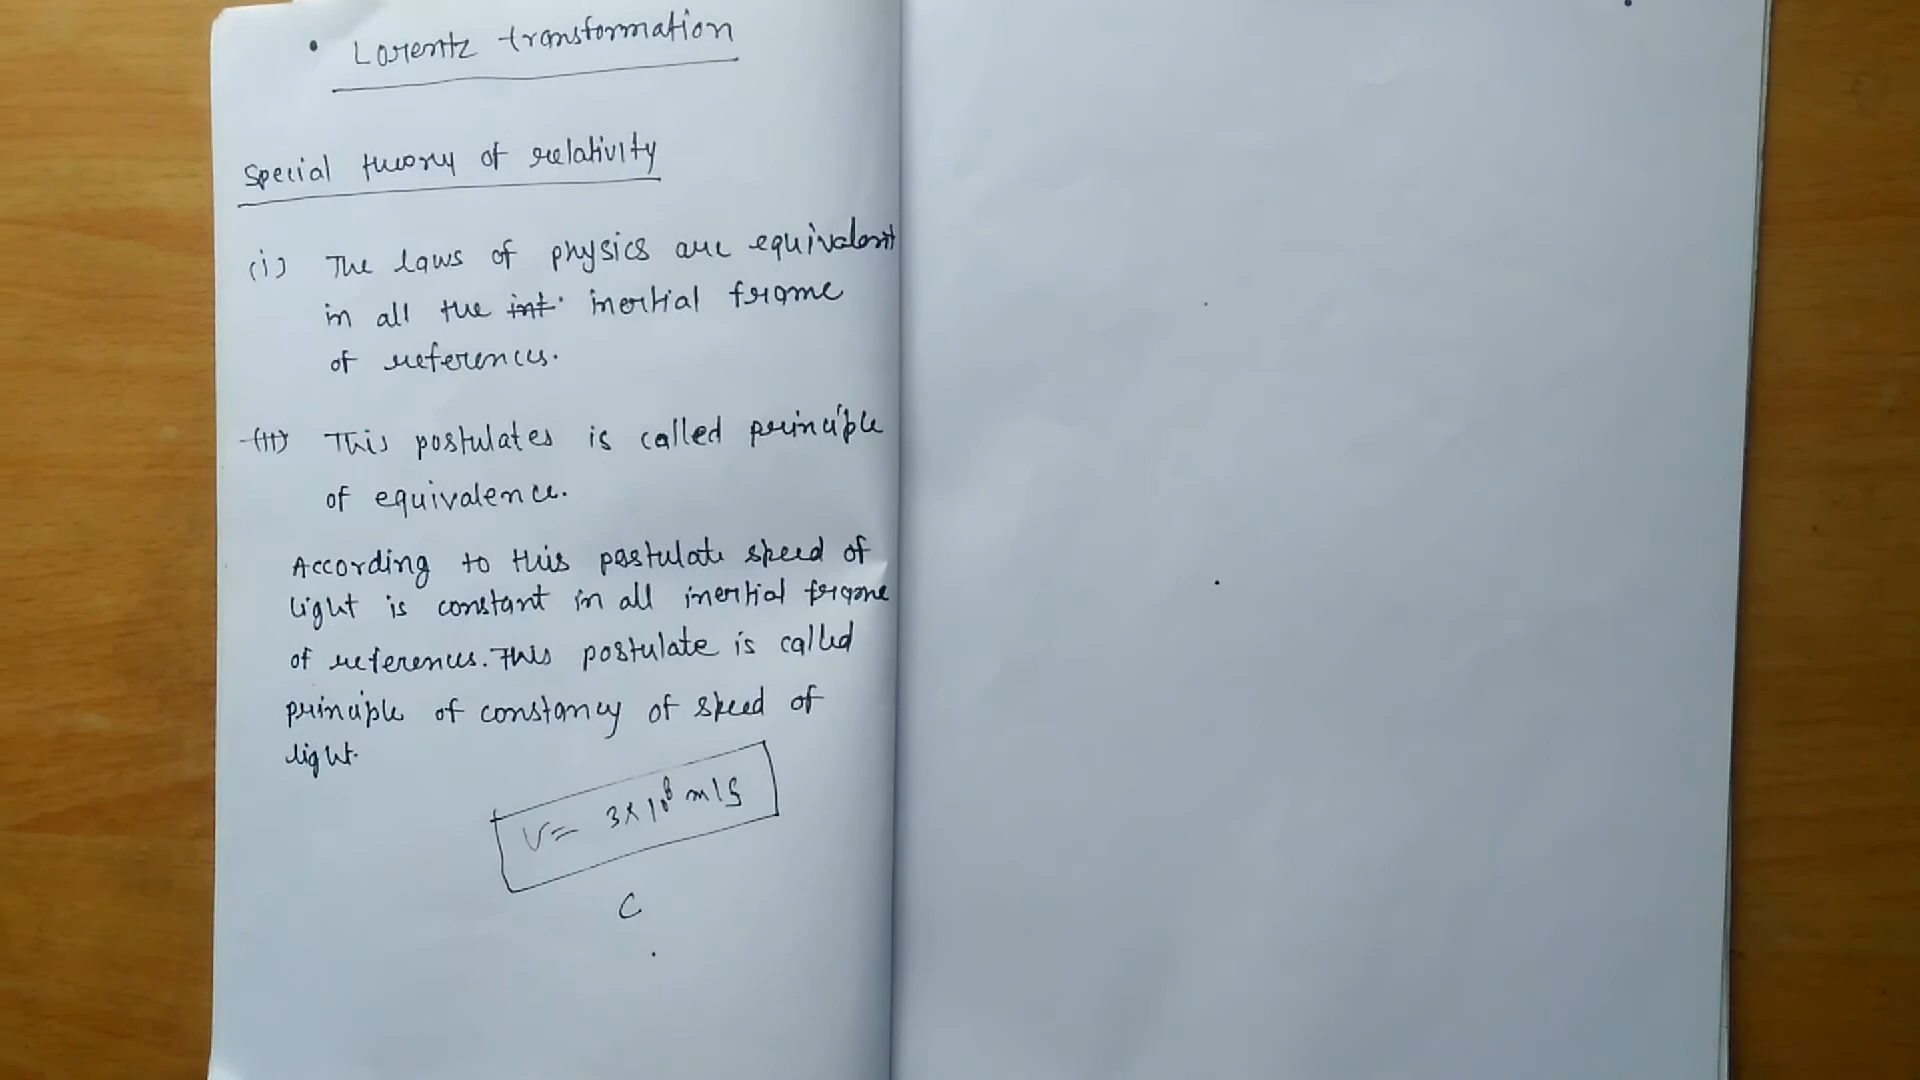 • Lorentz transformation
Special theory of relativity
(i) The laws of physics are equivalent
in all the int. inertial frame
of references.
(ii) This postulates is called principle
of equivalence.
According to this postulate speed of
light is constant in all inertial frame
of references. This postulate is called
principle of constancy of speed of
light.
V = 3×10⁸ m/s
C